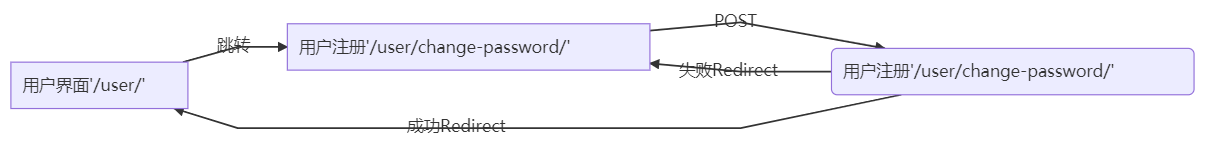 POST
跳转
用户注册'/user/change-password/'
失败Redirect
用户注册'/user/change-password/'
用户界面'/user/'
成功Redirect